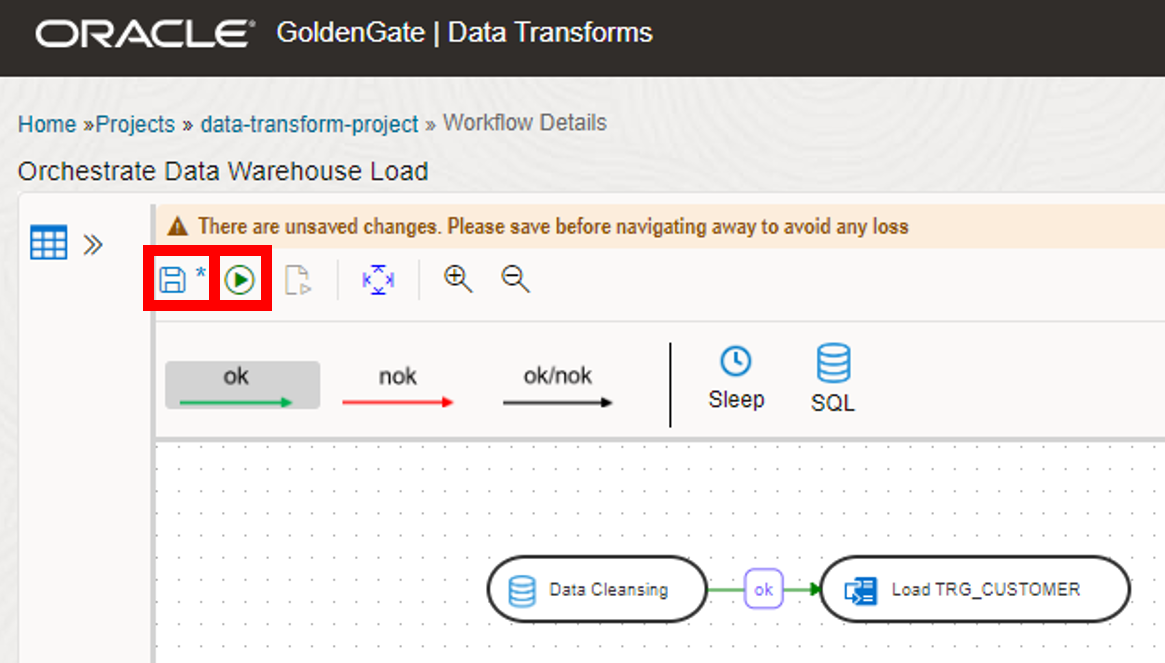 ORACLE® GoldenGate | Data Transforms
Home »Projects » data-transform-project » Workflow Details
Orchestrate Data Warehouse Load
There are unsaved changes. Please save before navigating away to avoid any loss
*
ok nok ok/nok Sleep SQL
Data Cleansing ok Load TRG_CUSTOMER